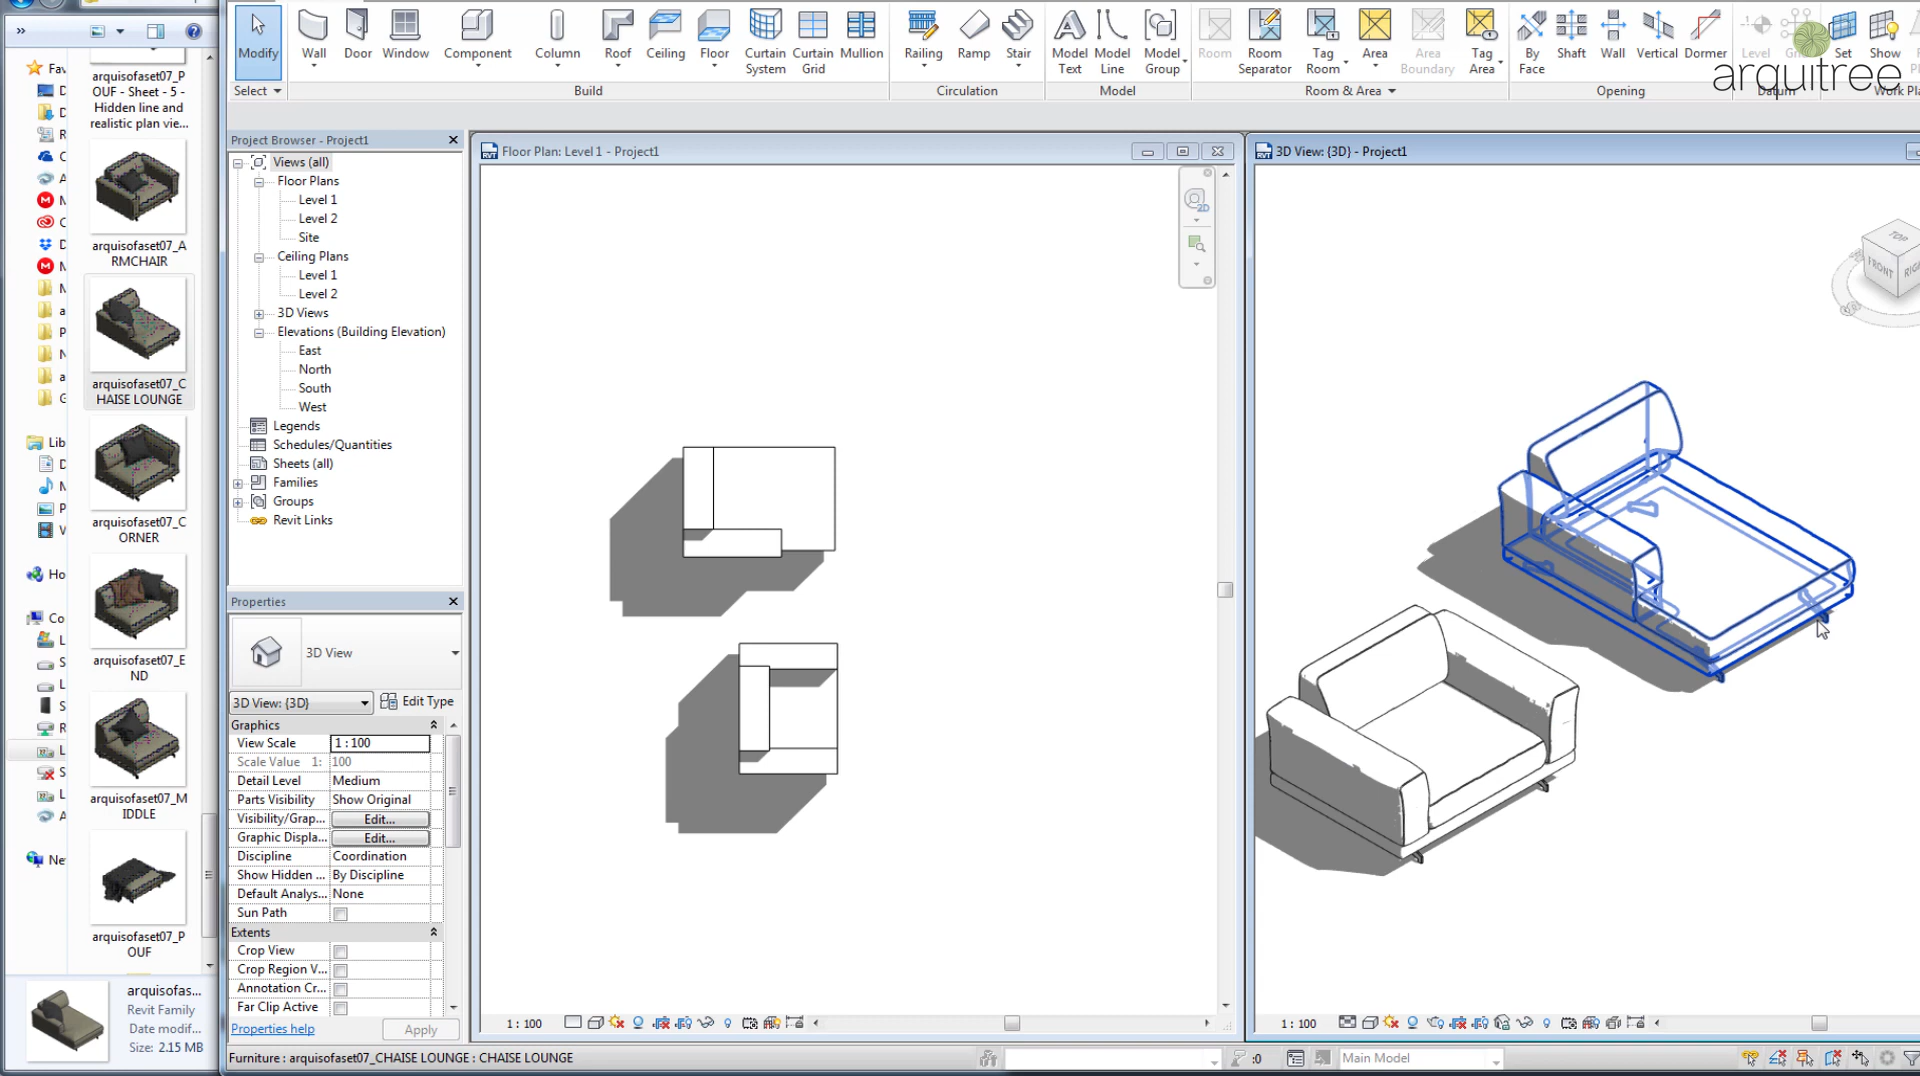 Modify
Wall
Door
Window
Component
Column
Roof
Ceiling
Floor
Curtain
System
Curtain
Grid
Mullion
Railing
Ramp
Stair
Model
Text
Model
Line
Model
Group
Room
Room
Separator
Tag
Room
Area
Area
Boundary
Tag
Area
By
Face
Shaft
Wall
Vertical
Dormer
Level
Set
Show
arquitree
Select
Build
Circulation
Model
Room & Area
Opening
Datum
Work Pl
Fav
Lib
Ho
Co
Ne
arquisofaset07_P
OUF - Sheet - 5 -
Hidden line and
realistic plan vie...
arquisofaset07_A
RMCHAIR
arquisofaset07_C
HAISE LOUNGE
arquisofaset07_C
ORNER
arquisofaset07_E
ND
arquisofaset07_M
IDDLE
arquisofaset07_P
OUF
arquisofas...
Revit Family
Date modif...
Size: 2.15 MB
Project Browser - Project1
Views (all)
Floor Plans
Level 1
Level 2
Site
Ceiling Plans
Level 1
Level 2
3D Views
Elevations (Building Elevation)
East
North
South
West
Legends
Schedules/Quantities
Sheets (all)
Families
Groups
Revit Links
Properties
3D View
3D View: {3D}
Edit Type
Graphics
View Scale
1 : 100
Scale Value 1:
100
Detail Level
Medium
Parts Visibility
Show Original
Visibility/Grap...
Edit...
Graphic Displa...
Edit...
Discipline
Coordination
Show Hidden ...
By Discipline
Default Analys...
None
Sun Path
Extents
Crop View
Crop Region V...
Annotation Cr...
Far Clip Active
Properties help
Apply
Floor Plan: Level 1 - Project1
2D
1 : 100
3D View: {3D} - Project1
TOP
FRONT
RIG
1 : 100
Furniture : arquisofaset07_CHAISE LOUNGE : CHAISE LOUNGE
:0
Main Model